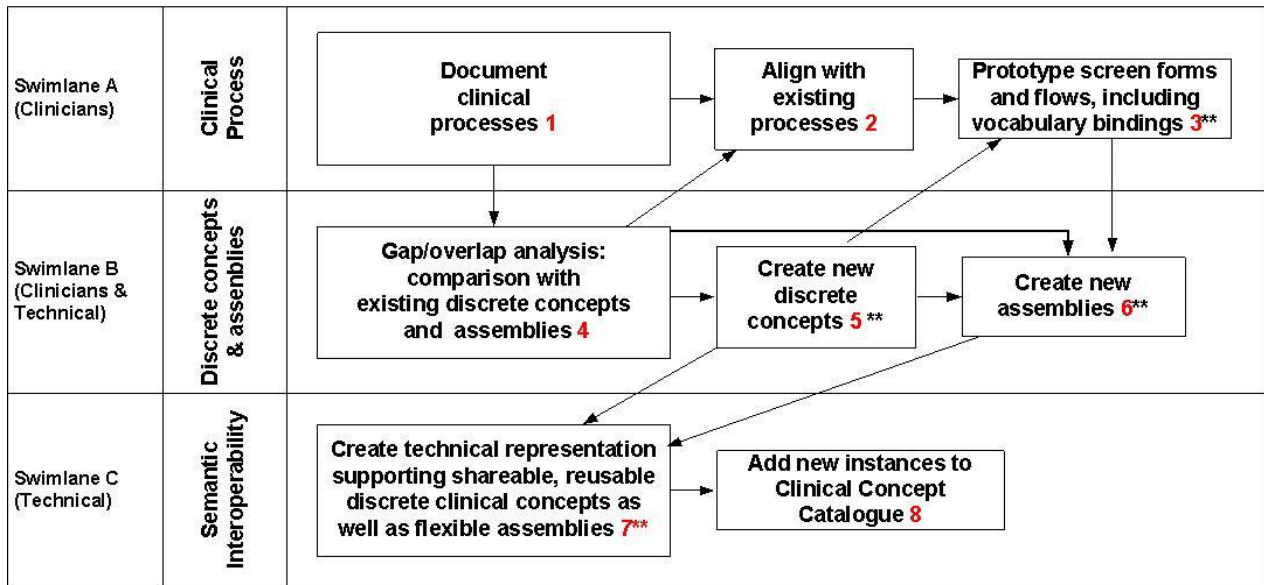 Swimlane A
(Clinicians)
Clinical
Process
Document
clinical
processes 1
Align with
existing
processes 2
Prototype screen forms
and flows, including
vocabulary bindings 3**
Swimlane B
(Clinicians &
Technical)
Discrete concepts
& assenblies
Gap/overlap analysis:
comparison with
existing discrete concepts
and assemblies 4
Create new
discrete
concepts 5 **
Create new
assemblies 6**
Swimlane C
(Technical)
Semantic
Interoperability
Create technical representation
supporting shareable, reusable
discrete clinical concepts as
well as flexible assemblies 7**
Add new instances to
Clinical Concept
Catalogue 8